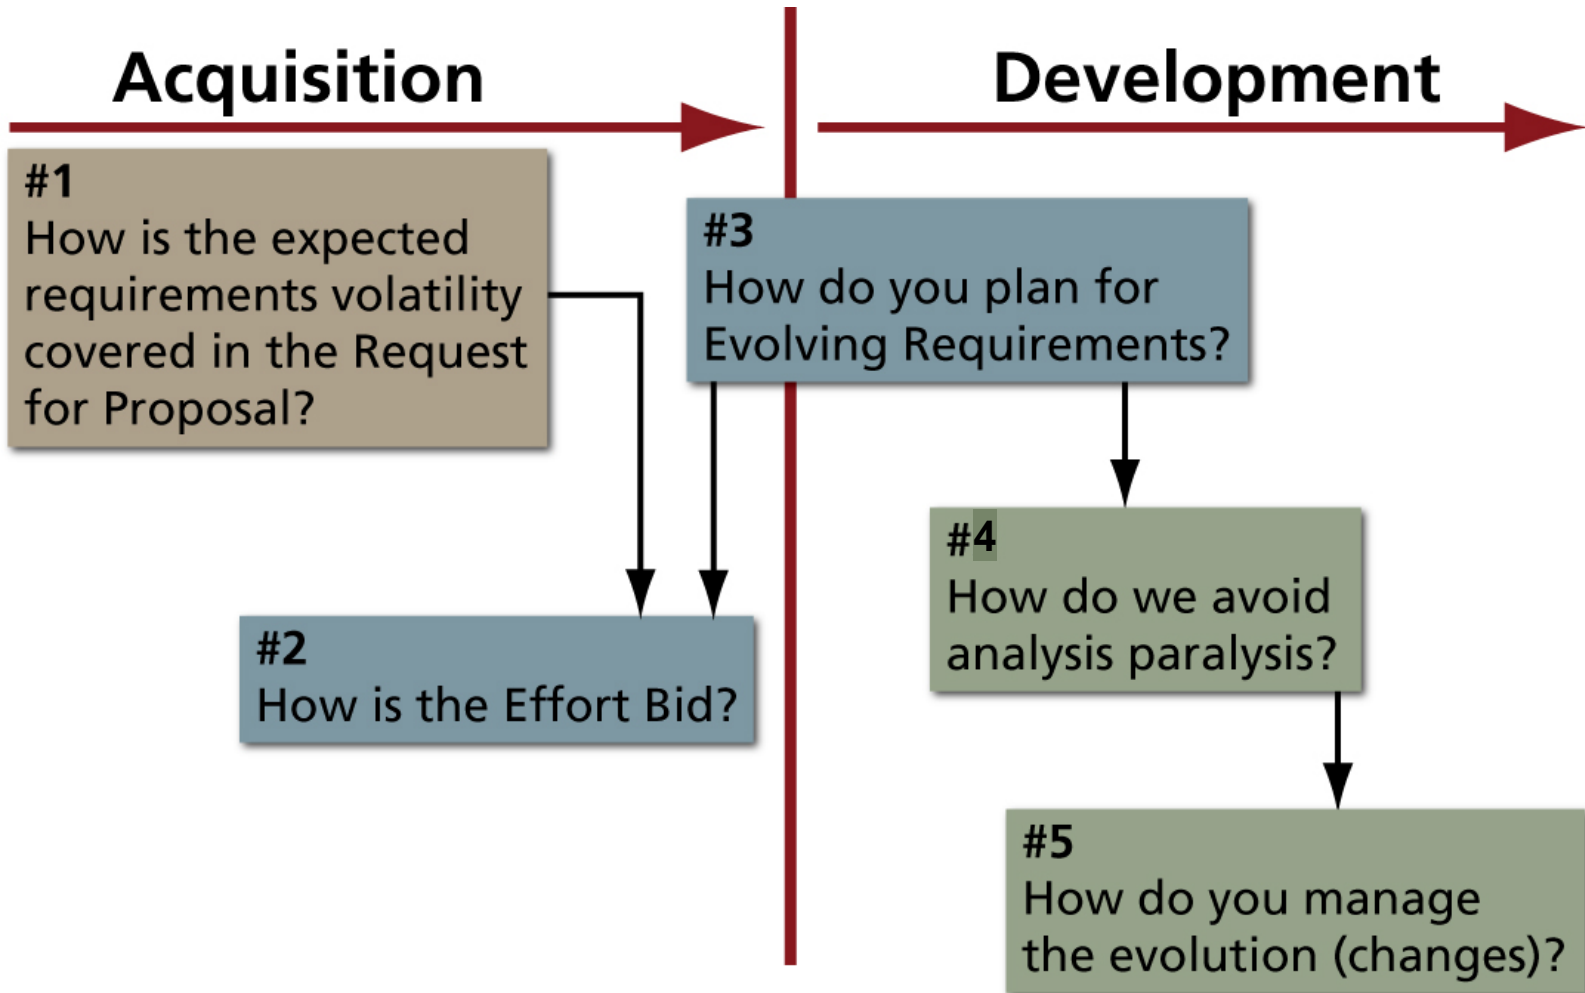 Acquisition
Development
#1
How is the expected
requirements volatility
covered in the Request
for Proposal?
#3
How do you plan for
Evolving Requirements?
#2
How is the Effort Bid?
#4
How do we avoid
analysis paralysis?
#5
How do you manage
the evolution (changes)?